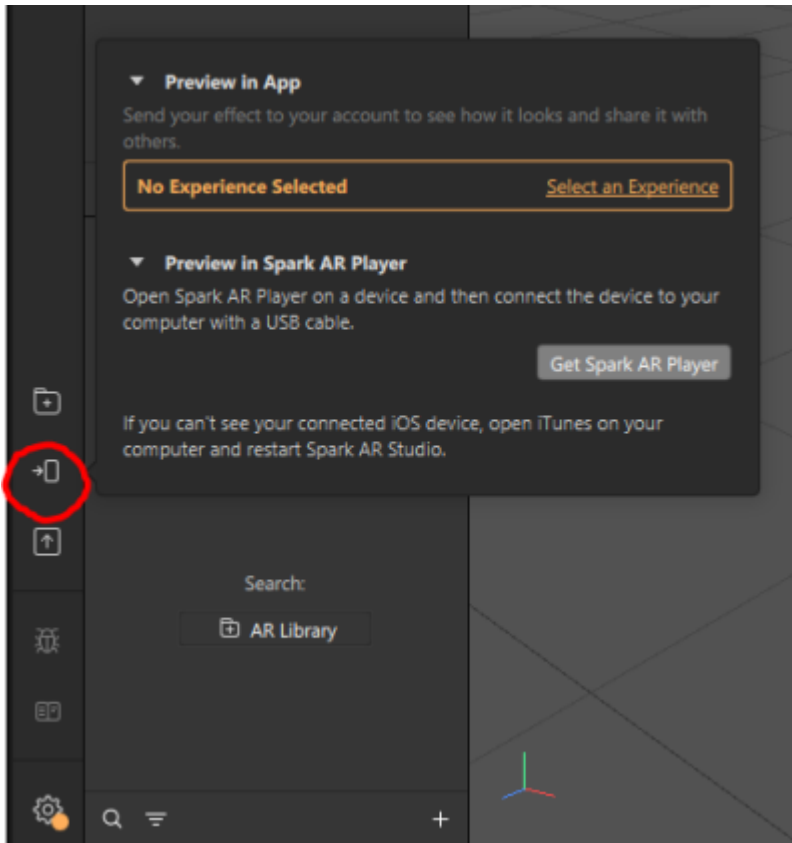 Preview in App
Send your effect to your account to see how it looks and share it with
others.
No Experience Selected Select an Experience
Preview in Spark AR Player
Open Spark AR Player on a device and then connect the device to your
computer with a USB cable.
Get Spark AR Player
If you can't see your connected iOS device, open iTunes on your
computer and restart Spark AR Studio.
Search:
AR Library